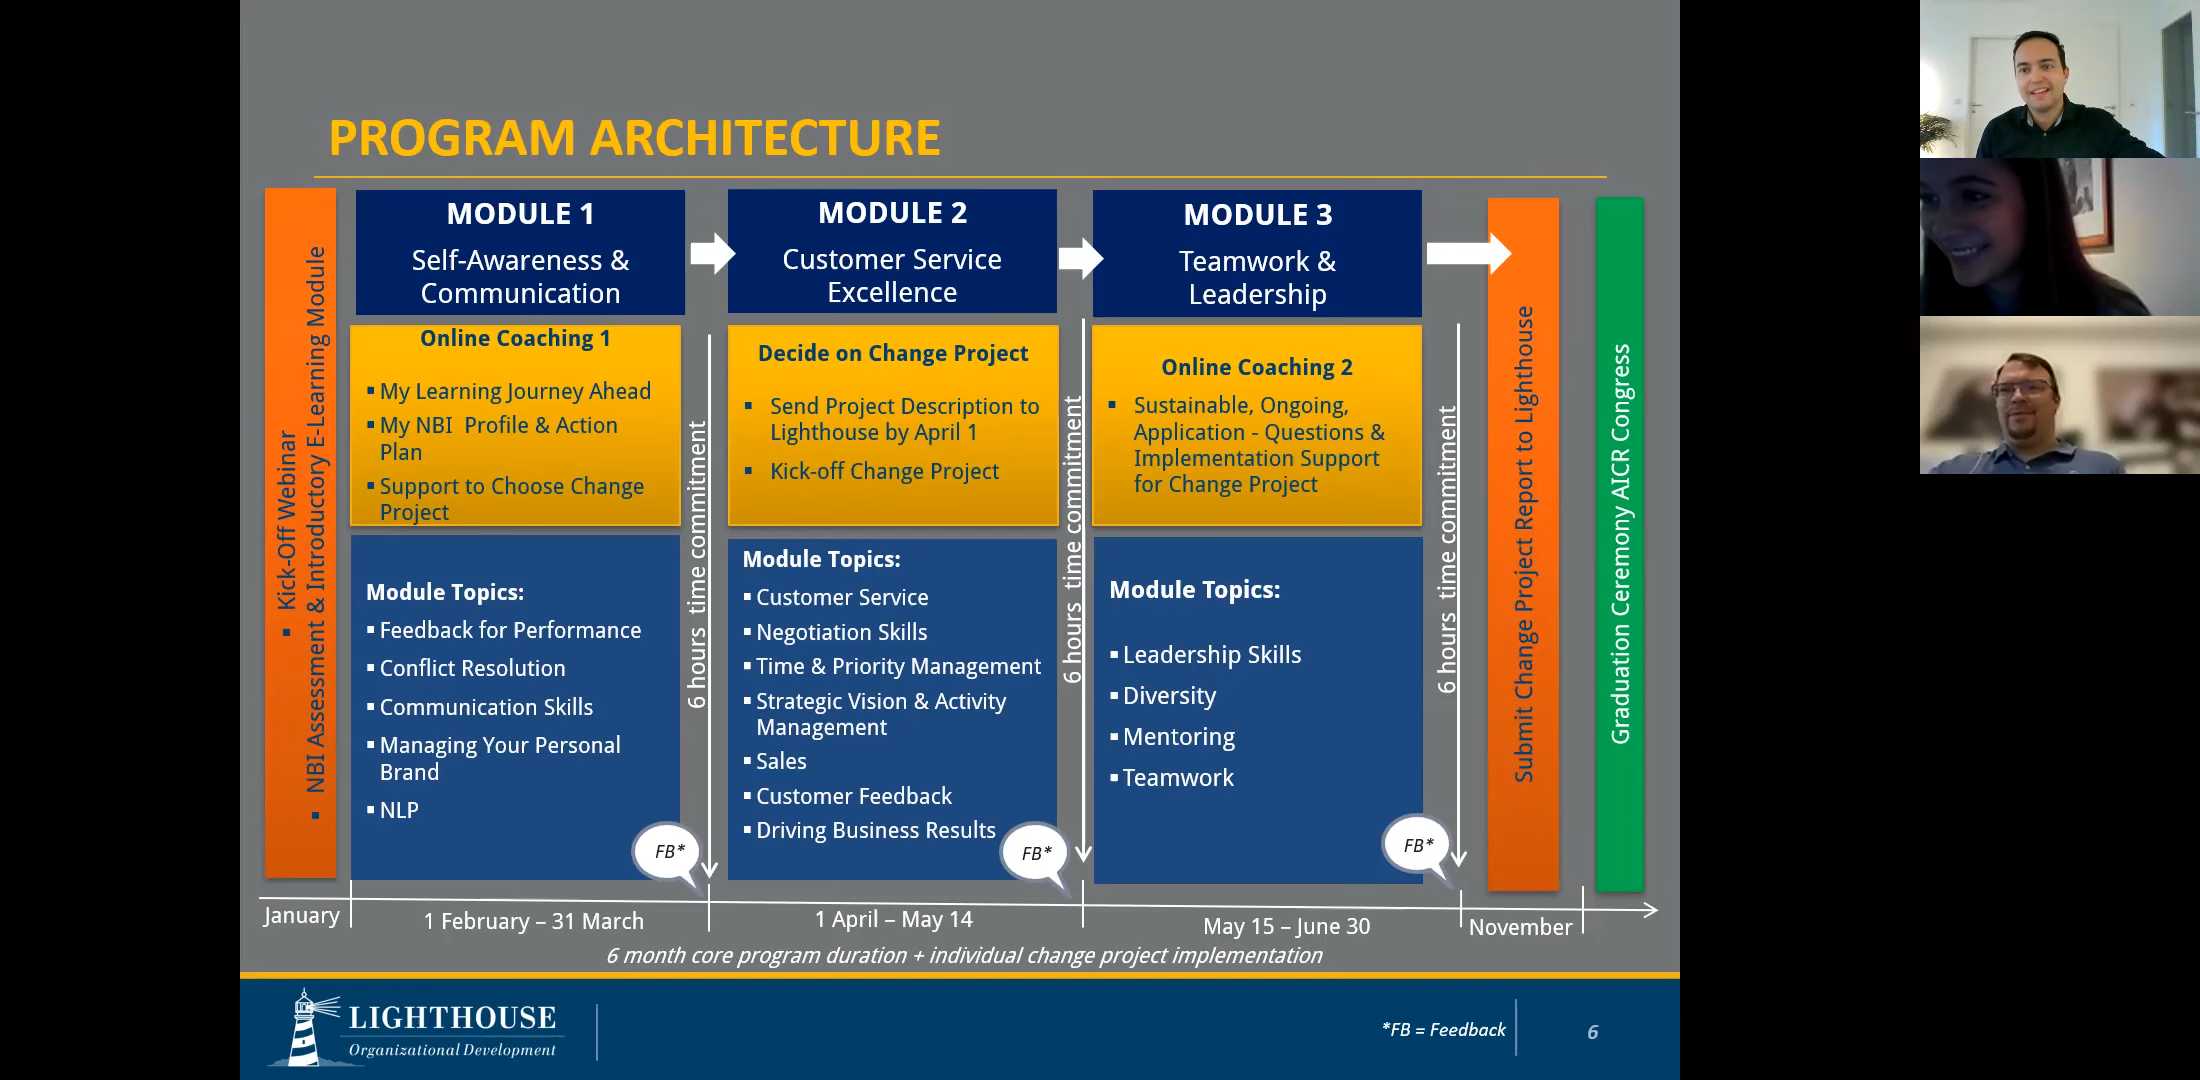 PROGRAM ARCHITECTURE
▪ Kick-Off Webinar
▪ NBI Assessment & Introductory E-Learning Module
MODULE 1
Self-Awareness &
Communication
Online Coaching 1
▪ My Learning Journey Ahead
▪ My NBI Profile & Action
Plan
▪ Support to Choose Change
Project
Module Topics:
▪ Feedback for Performance
▪ Conflict Resolution
▪ Communication Skills
▪ Managing Your Personal
Brand
▪ NLP
FB*
6 hours time commitment
MODULE 2
Customer Service
Excellence
Decide on Change Project
▪ Send Project Description to
Lighthouse by April 1
▪ Kick-off Change Project
Module Topics:
▪ Customer Service
▪ Negotiation Skills
▪ Time & Priority Management
▪ Strategic Vision & Activity
Management
▪ Sales
▪ Customer Feedback
▪ Driving Business Results
FB*
6 hours time commitment
MODULE 3
Teamwork &
Leadership
Online Coaching 2
▪ Sustainable, Ongoing,
Application - Questions &
Implementation Support
for Change Project
Module Topics:
▪ Leadership Skills
▪ Diversity
▪ Mentoring
▪ Teamwork
FB*
6 hours time commitment
Submit Change Project Report to Lighthouse
Graduation Ceremony AICR Congress
January
1 February – 31 March
1 April – May 14
May 15 – June 30
November
6 month core program duration + individual change project implementation
LIGHTHOUSE
Organizational Development
*FB = Feedback
6